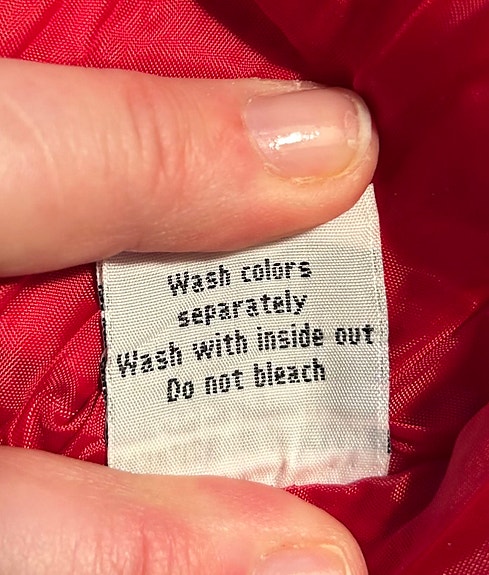 Wash colors
separately
Wash with inside out
Do not bleach